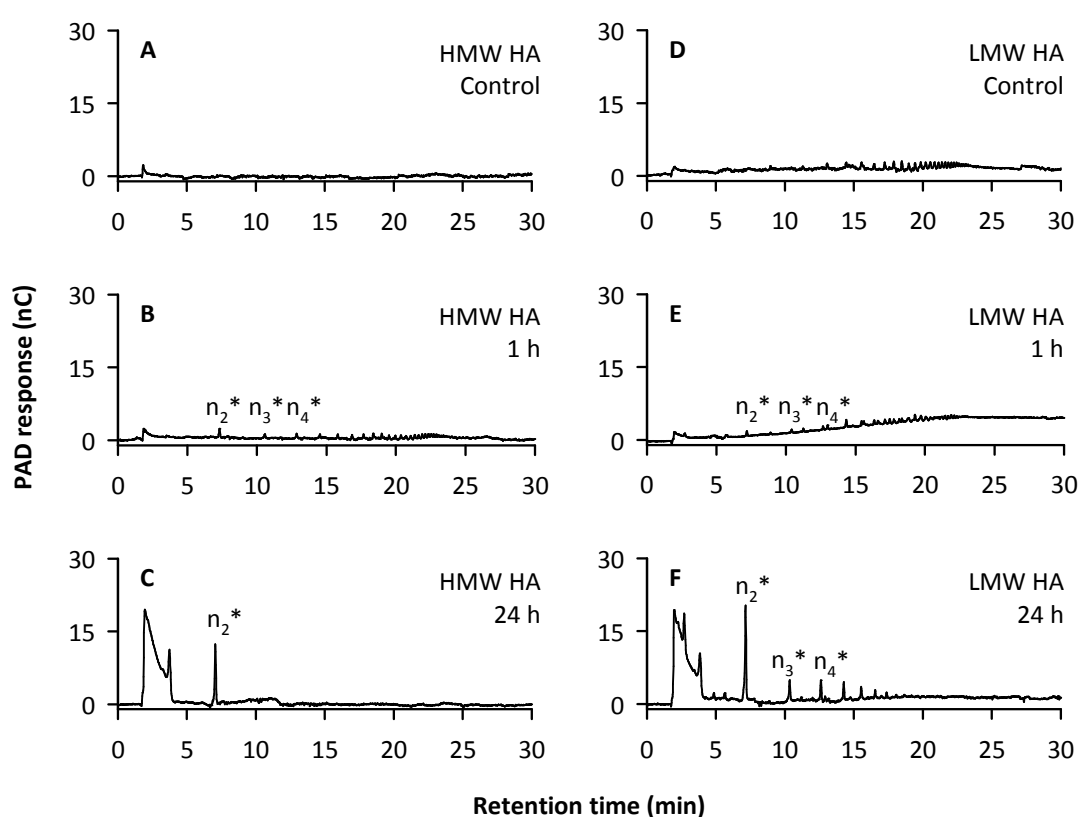 PAD response (nC)
A
HMW HA
Control
30
15
0
0 5 10 15 20 25 30
D
LMW HA
Control
30
15
0
0 5 10 15 20 25 30
B
HMW HA
1 h
30
15
0
n2* n3* n4*
0 5 10 15 20 25 30
E
LMW HA
1 h
30
15
0
n2* n3* n4*
0 5 10 15 20 25 30
C
HMW HA
24 h
30
15
0
n2*
0 5 10 15 20 25 30
F
LMW HA
24 h
30
15
0
n2*
n3* n4*
0 5 10 15 20 25 30
Retention time (min)